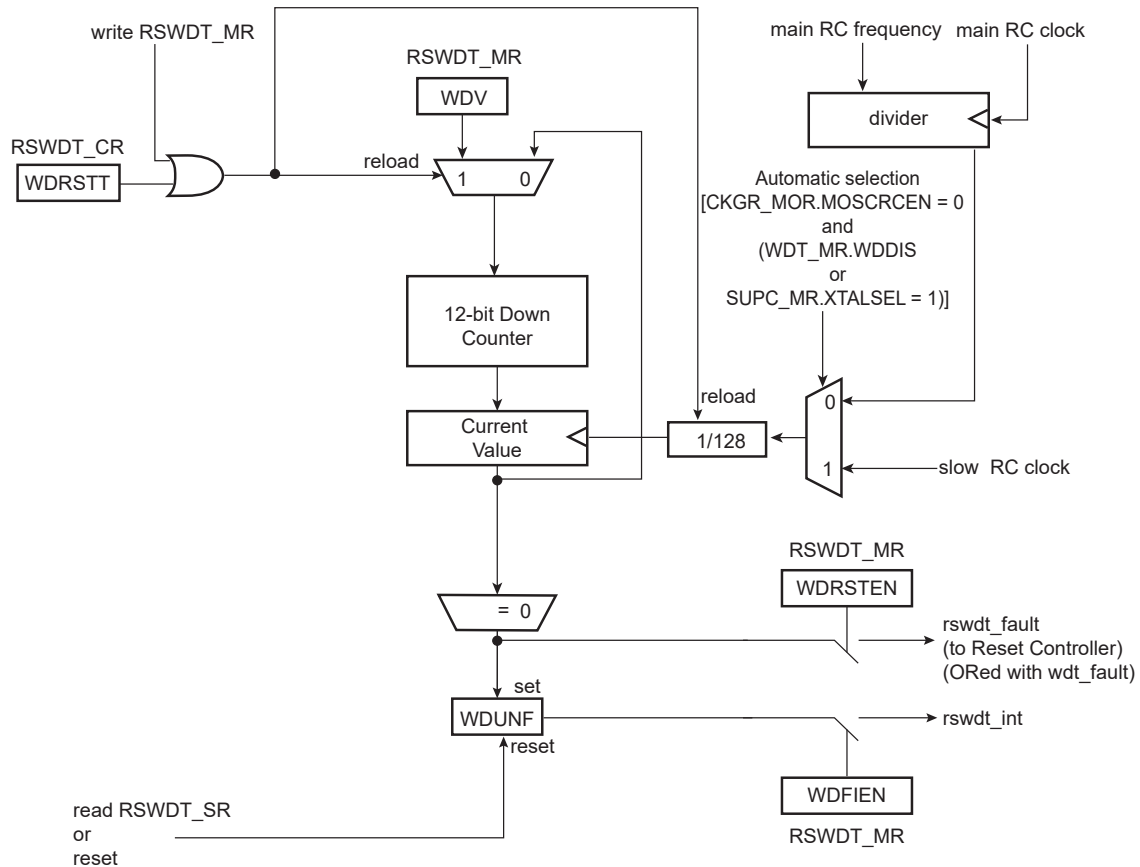 write RSWDT_MR
main RC frequency
main RC clock
RSWDT_MR
WDV
divider
RSWDT_CR
WDRSTT
reload
1 0
Automatic selection
[CKGR_MOR.MOSCRCEN = 0
and
(WDT_MR.WDDIS
or
SUPC_MR.XTALSEL = 1)]
12-bit Down
Counter
reload
0
Current
Value
1/128
1
slow RC clock
RSWDT_MR
WDRSTEN
= 0
rswdt_fault
(to Reset Controller)
(ORed with wdt_fault)
set
WDUNF
reset
rswdt_int
WDFIEN
RSWDT_MR
read RSWDT_SR
or
reset